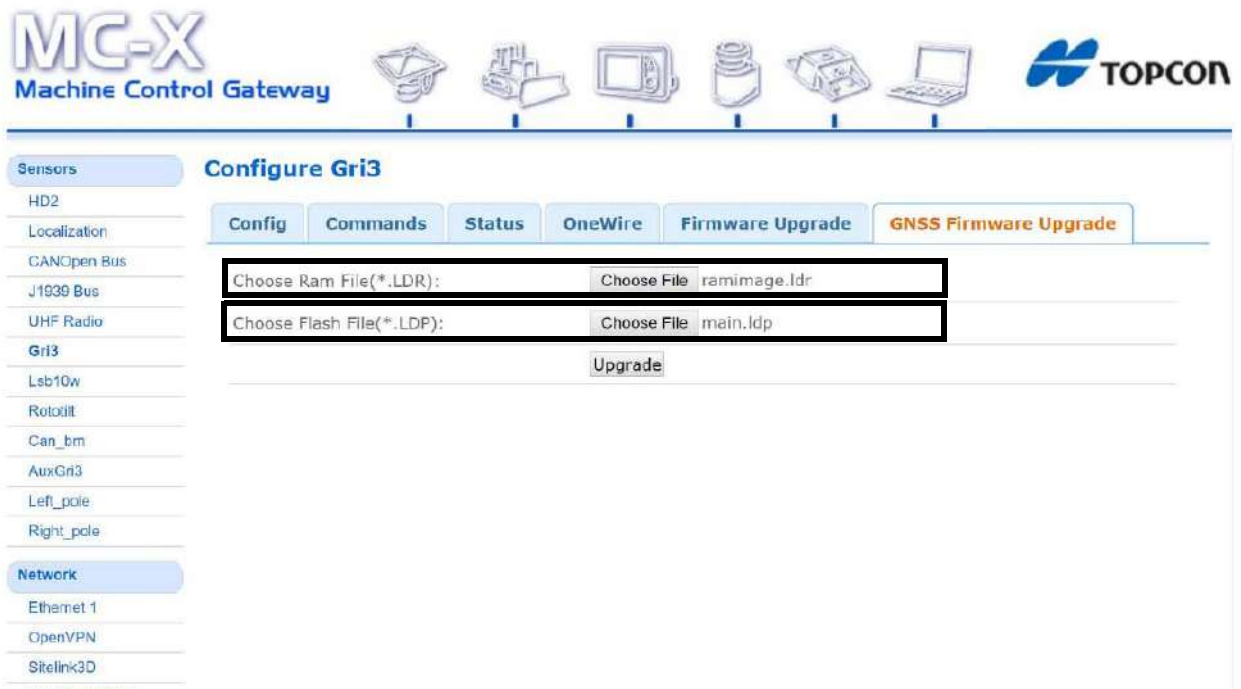 MC-X
Machine Control Gateway
TOPCON
Sensors
HD2
Localization
CANOpen Bus
J1939 Bus
UHF Radio
Gri3
Lsb10w
Rototilt
Can_bm
AuxGri3
Left_pole
Right_pole
Network
Ethernet 1
OpenVPN
Sitelink3D
Configure Gri3
Config Commands Status OneWire Firmware Upgrade GNSS Firmware Upgrade
Choose Ram File(*.LDR): Choose File ramimage.ldr
Choose Flash File(*.LDP): Choose File main.ldp
Upgrade